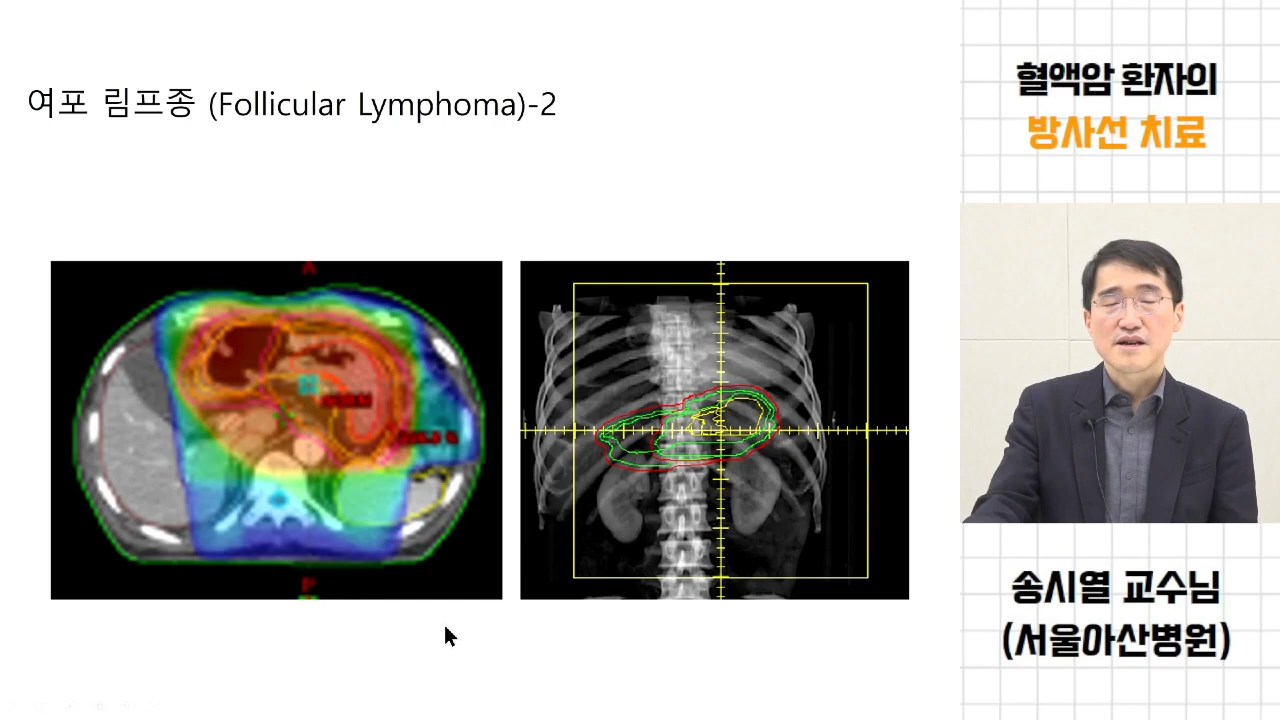 여포 림프종 (Follicular Lymphoma)-2
A
P
혈액암 환자의
방사선 치료
송시열 교수님
(서울아산병원)